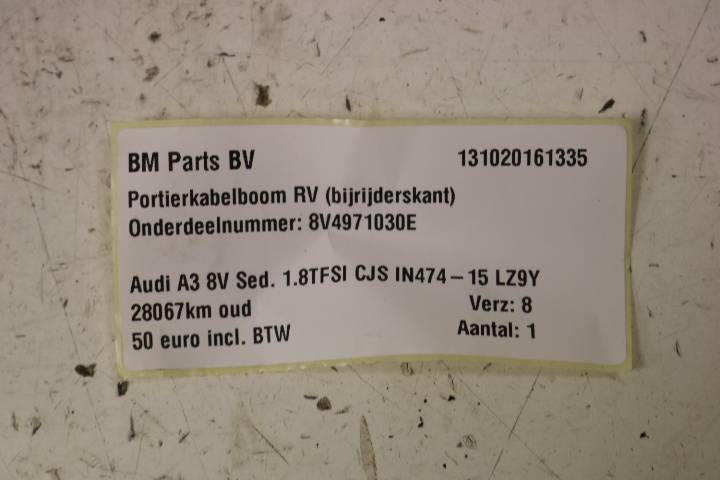 BM Parts BV 131020161335
Portierkabelboom RV (bijrijderskant)
Onderdeelnummer: 8V4971030E
Audi A3 8V Sed. 1.8TFSI CJS IN474-15 LZ9Y
28067km oud Verz: 8
50 euro incl. BTW Aantal: 1